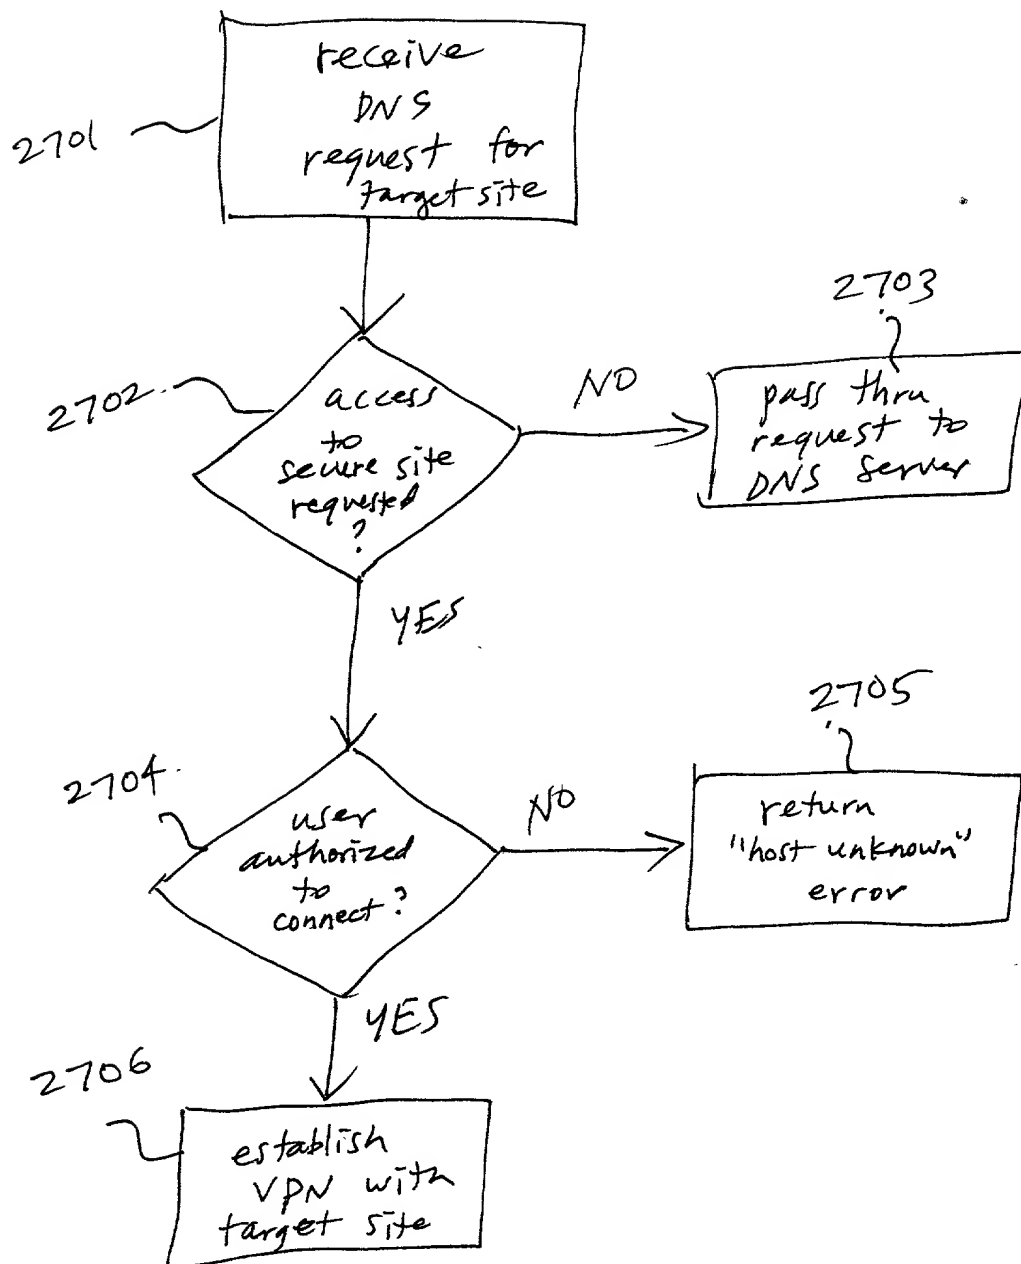 receive
DNS
request for
target site
2701
2702
access
to
secure site
requested
?
NO
2703
pass thru
request to
DNS server
YES
2704
user
authorized
to
connect?
NO
2705
return
"host unknown"
error
YES
2706
establish
VPN with
target site